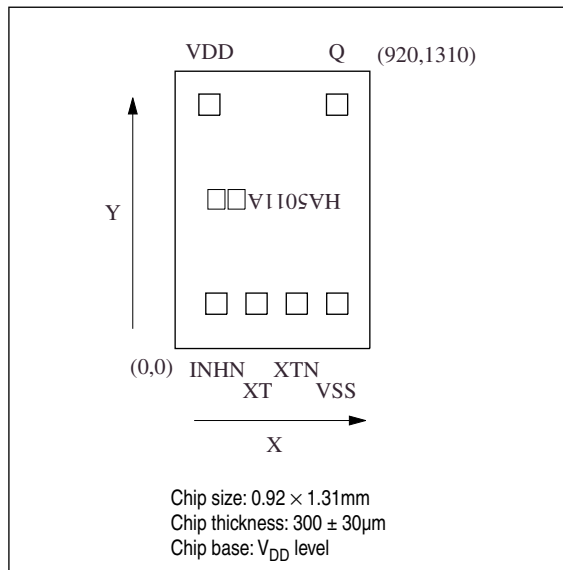 VDD Q (920,1310)
Y
HA5011A
(0,0) INHN XTN
XT VSS
X
Chip size: 0.92 × 1.31mm
Chip thickness: 300 ± 30µm
Chip base: VDD level